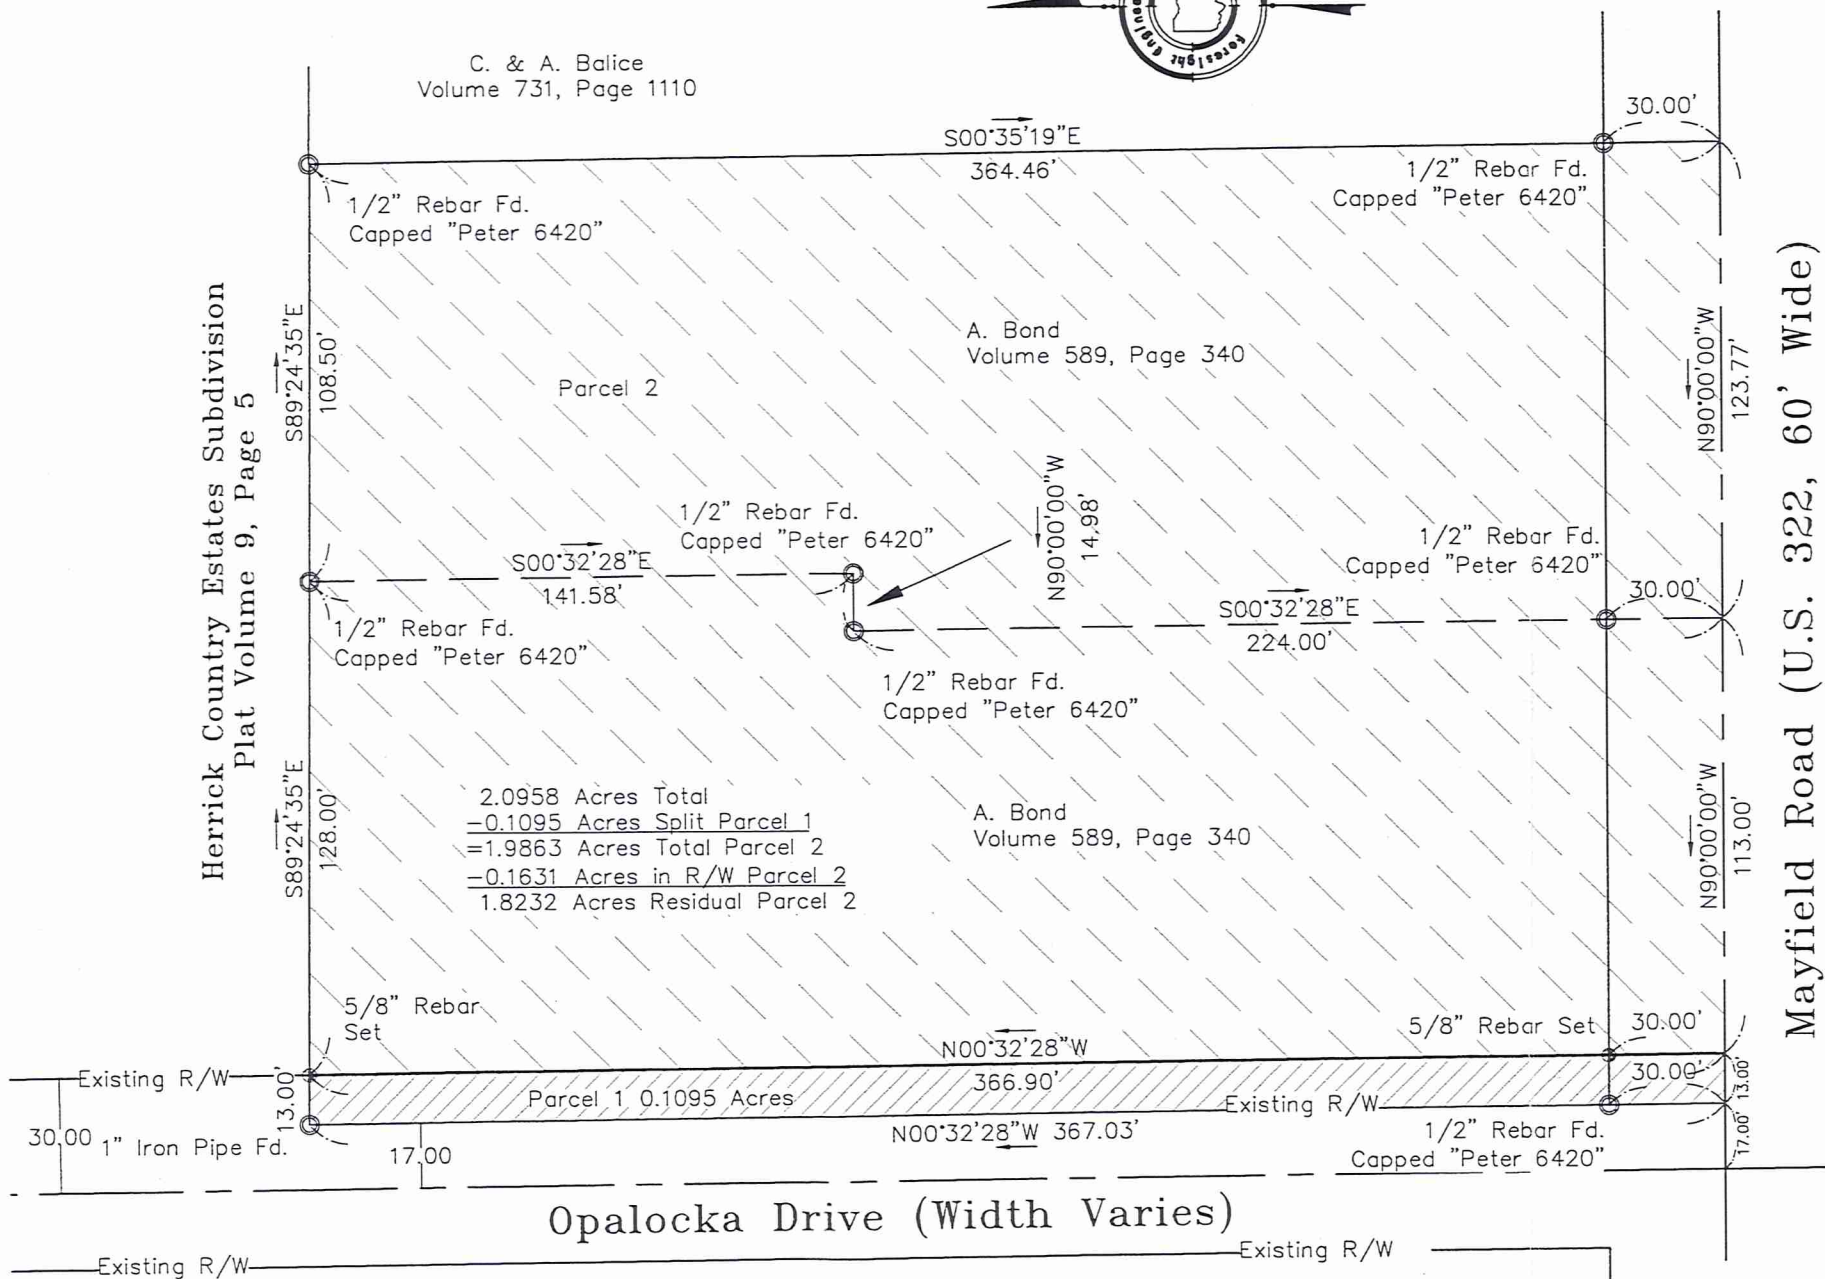 Foresight Engi
C. & A. Balice
Volume 731, Page 1110
30.00'
S00°35'19"E
364.46'
1/2" Rebar Fd.
Capped "Peter 6420"
1/2" Rebar Fd.
Capped "Peter 6420"
Herrick Country Estates Subdivision
Plat Volume 9, Page 5
S89°24'35"E
108.50'
A. Bond
Volume 589, Page 340
Parcel 2
N90°00'00"W
123.77'
Mayfield Road (U.S. 322, 60' Wide)
1/2" Rebar Fd.
Capped "Peter 6420"
N90°00'00"W
14.98'
1/2" Rebar Fd.
Capped "Peter 6420"
S00°32'28"E
141.58'
30.00'
S00°32'28"E
224.00'
1/2" Rebar Fd.
Capped "Peter 6420"
1/2" Rebar Fd.
Capped "Peter 6420"
S89°24'35"E
128.00'
2.0958 Acres Total
-0.1095 Acres Split Parcel 1
=1.9863 Acres Total Parcel 2
-0.1631 Acres in R/W Parcel 2
1.8232 Acres Residual Parcel 2
A. Bond
Volume 589, Page 340
N90°00'00"W
113.00'
5/8" Rebar
Set
5/8" Rebar Set
30.00'
N00°32'28"W
366.90'
Existing R/W
13.00'
Parcel 1 0.1095 Acres
30.00'
13.00'
Existing R/W
N00°32'28"W 367.03'
30.00
1" Iron Pipe Fd.
17.00
1/2" Rebar Fd.
Capped "Peter 6420"
17.00'
Opalocka Drive (Width Varies)
Existing R/W
Existing R/W